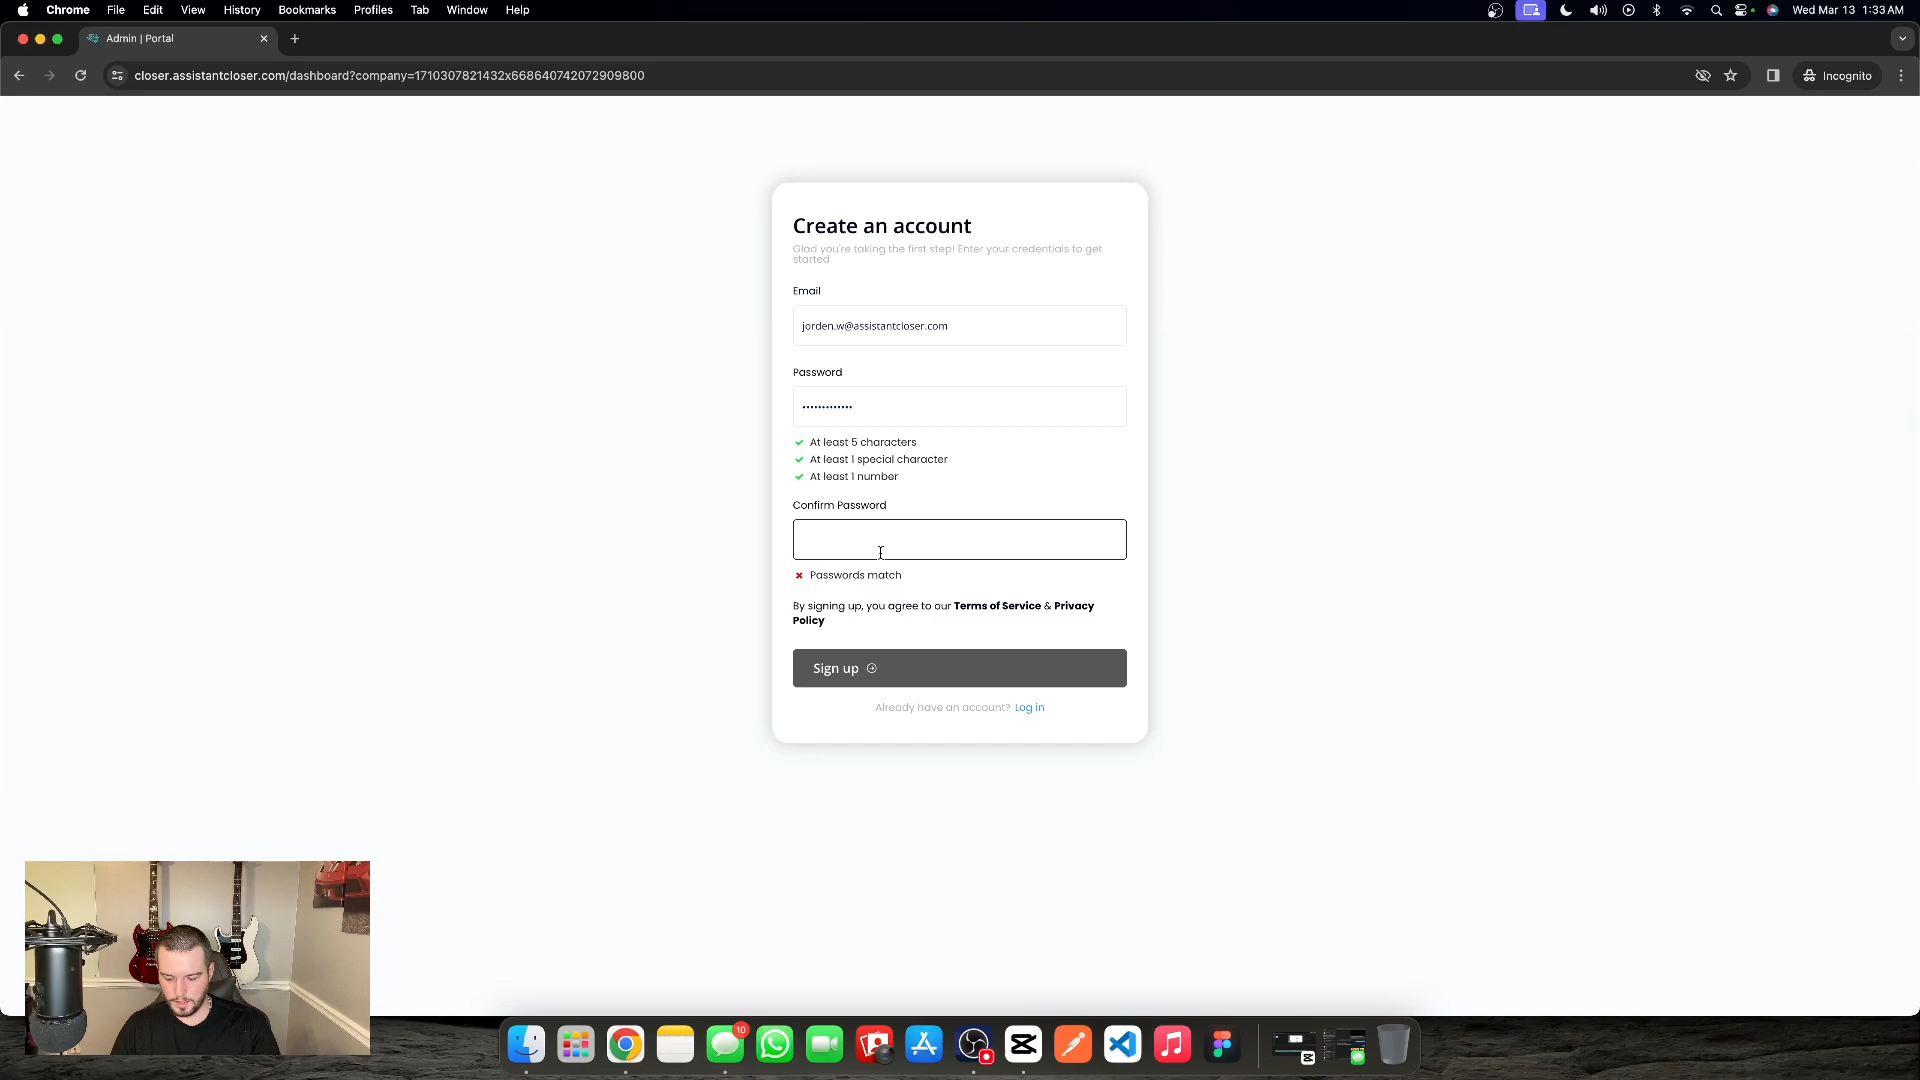 Chrome File Edit View History Bookmarks Profiles Tab Window Help
Wed Mar 13 1:33 AM
Admin | Portal
closer.assistantcloser.com/dashboard?company=1710307821432x668640742072909800
Incognito
Create an account
Glad you're taking the first step! Enter your credentials to get
started
Email
jorden.w@assistantcloser.com
Password
•••••••••••••
At least 5 characters
At least 1 special character
At least 1 number
Confirm Password
Passwords match
By signing up, you agree to our Terms of Service & Privacy
Policy
Sign up
Already have an account? Log in
10